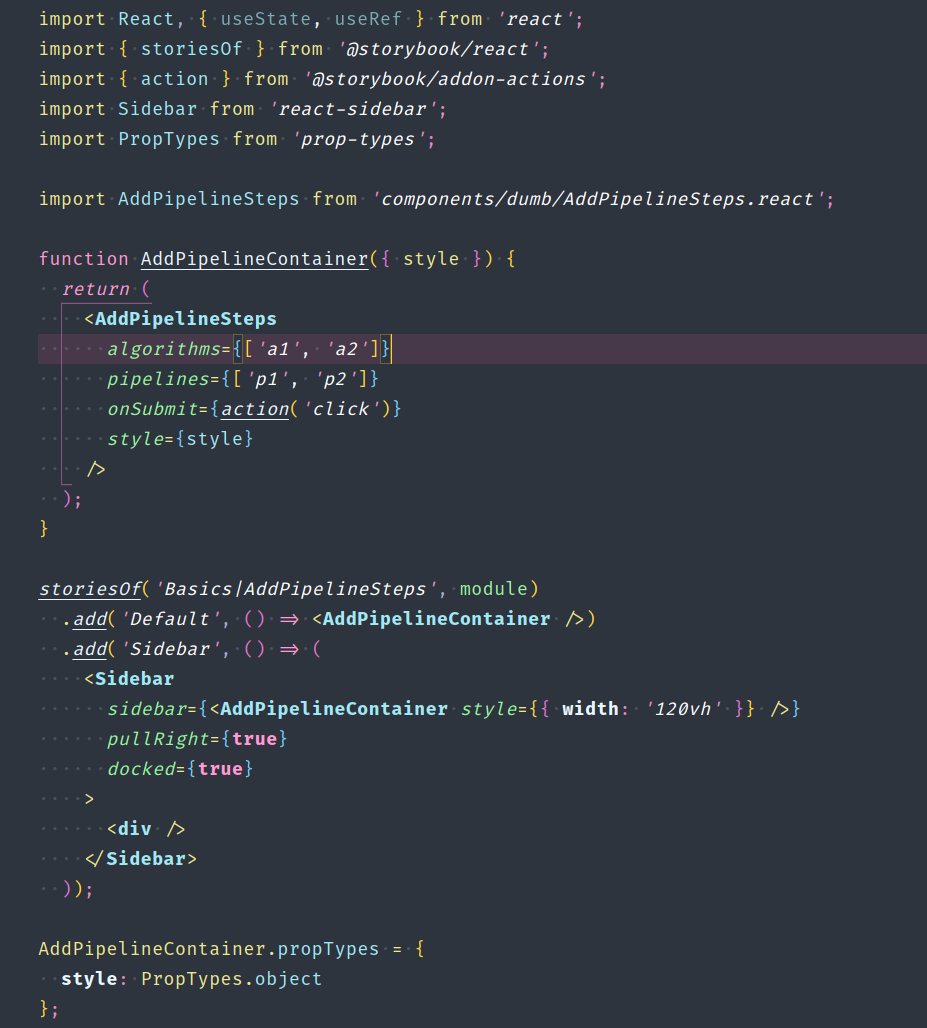 import React, { useState, useRef } from 'react';
import { storiesOf } from '@storybook/react';
import { action } from '@storybook/addon-actions';
import Sidebar from 'react-sidebar';
import PropTypes from 'prop-types';

import AddPipelineSteps from 'components/dumb/AddPipelineSteps.react';

function AddPipelineContainer({ style }) {
  return (
    <AddPipelineSteps
      algorithms={['a1', 'a2']}
      pipelines={['p1', 'p2']}
      onSubmit={action('click')}
      style={style}
    />
  );
}

storiesOf('Basics|AddPipelineSteps', module)
  .add('Default', () => <AddPipelineContainer />)
  .add('Sidebar', () => (
    <Sidebar
      sidebar={<AddPipelineContainer style={{ width: '120vh' }} />}
      pullRight={true}
      docked={true}
    >
      <div />
    </Sidebar>
  ));

AddPipelineContainer.propTypes = {
  style: PropTypes.object
};